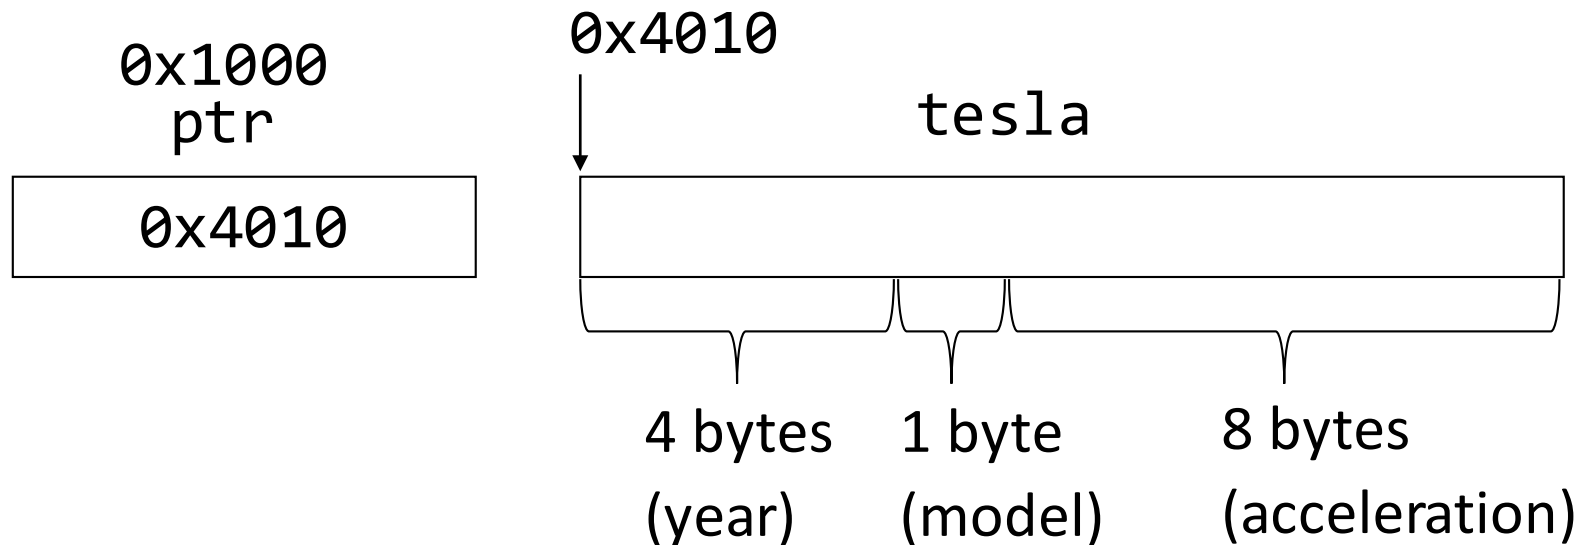 0x1000
ptr
0x4010
0x4010
tesla
4 bytes
(year)
1 byte
(model)
8 bytes
(acceleration)